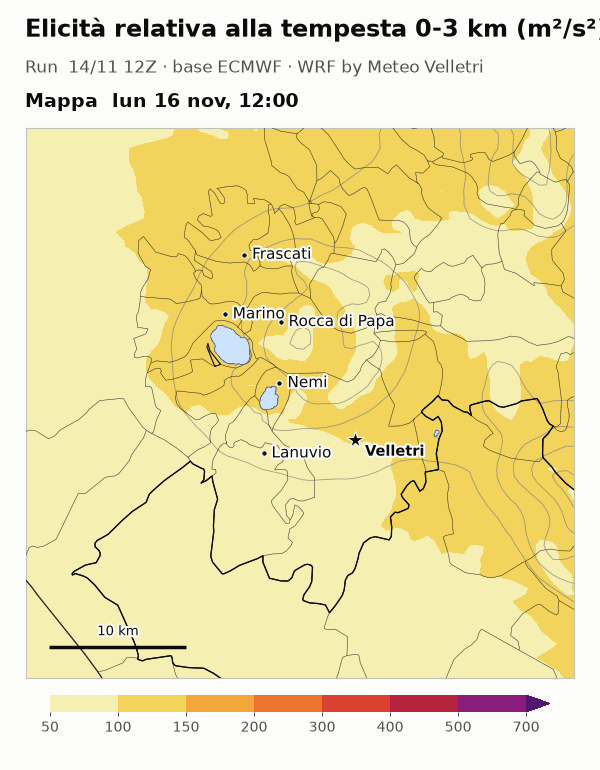 Elicità relativa alla tempesta 0-3 km (m²/s²)
Run 14/11 12Z · base ECMWF · WRF by Meteo Velletri
Mappa lun 16 nov, 12:00
Frascati
Marino
Rocca di Papa
Nemi
Velletri
Lanuvio
10 km
50 100 150 200 300 400 500 700